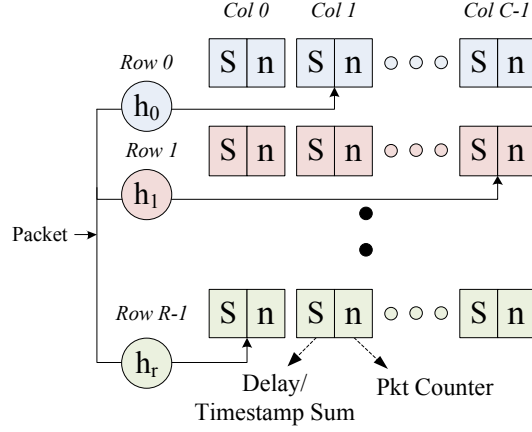 Col 0 Col 1 Col C-1
Row 0 S n S n S n
h0
Row 1 S n S n S n
h1
Packet
Row R-1 S n S n S n
hr
Delay/ Pkt Counter
Timestamp Sum